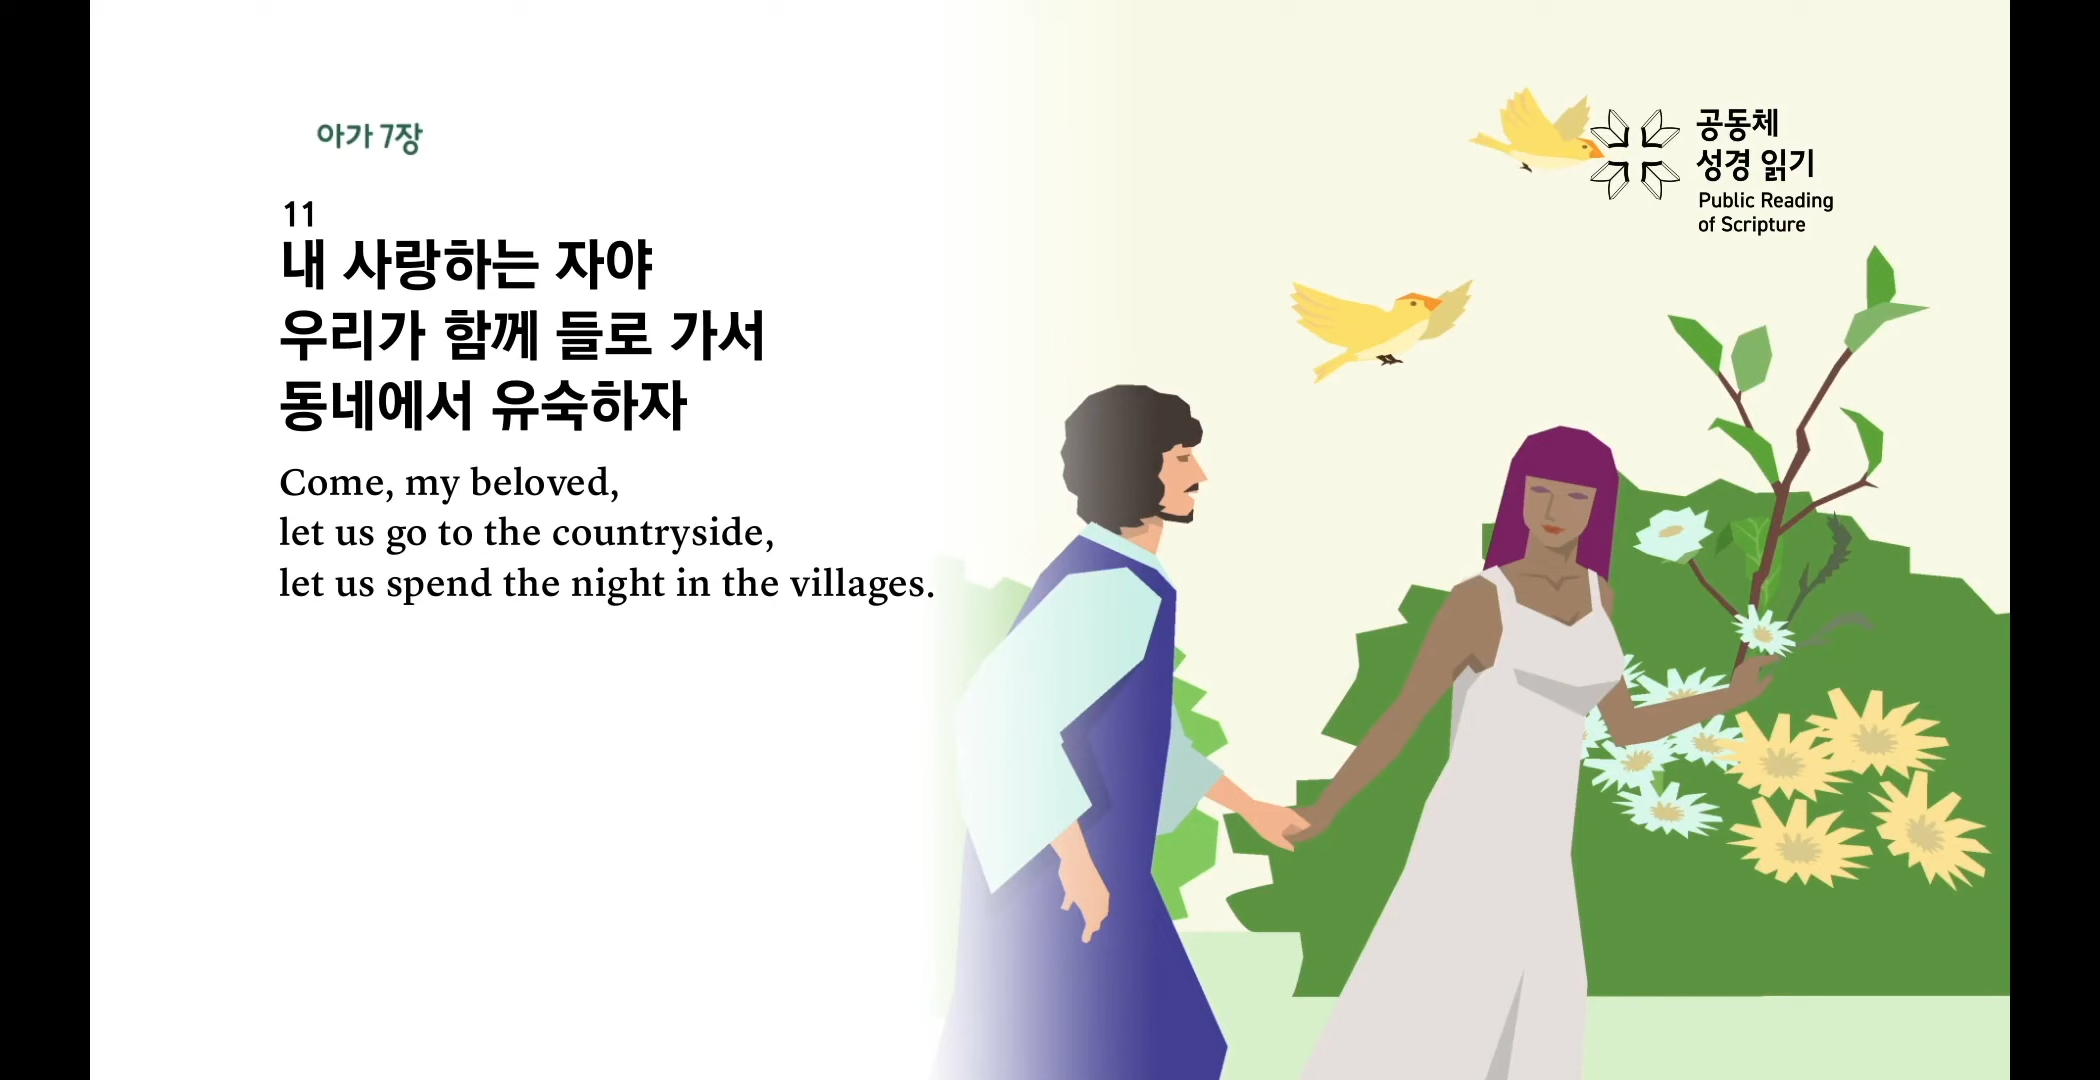 아가 7장
11
내 사랑하는 자야
우리가 함께 들로 가서
동네에서 유숙하자
Come, my beloved,
let us go to the countryside,
let us spend the night in the villages.
공동체
성경 읽기
Public Reading
of Scripture